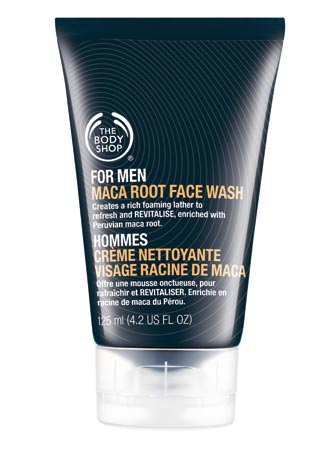 THE
BODY
SHOP
®
FOR MEN
MACA ROOT FACE WASH
Creates a rich foaming lather to
refresh and REVITALISE, enriched with
Peruvian maca root.
HOMMES
CRÈME NETTOYANTE
VISAGE RACINE DE MACA
Offre une mousse onctueuse, pour
rafraîchir et REVITALISER. Enrichie en
racine de maca du Pérou.
125 ml (4.2 US FL OZ)